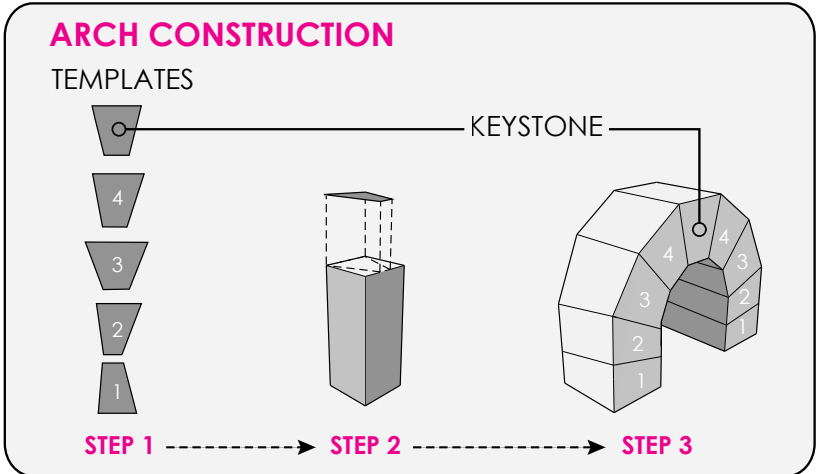 ARCH CONSTRUCTION
TEMPLATES
KEYSTONE
4
3
2
1
4
4
3
3
2
2
1
1
STEP 1
STEP 2
STEP 3